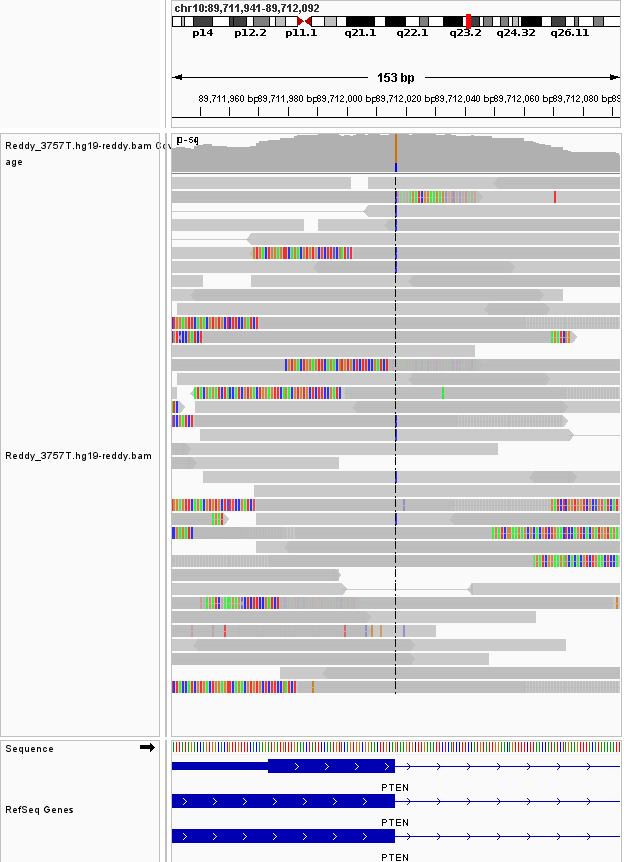 chr10:89,711,941-89,712,092
p14 p12.2 p11.1 q21.1 q22.1 q23.2 q24.32 q26.11
153 bp
89,711,960 bp 89,711,980 bp 89,712,000 bp 89,712,020 bp 89,712,040 bp 89,712,060 bp 89,712,080 bp
Reddy_3757T.hg19-reddy.bam
age
Reddy_3757T.hg19-reddy.bam
Sequence
PTEN
RefSeq Genes
PTEN
PTEN